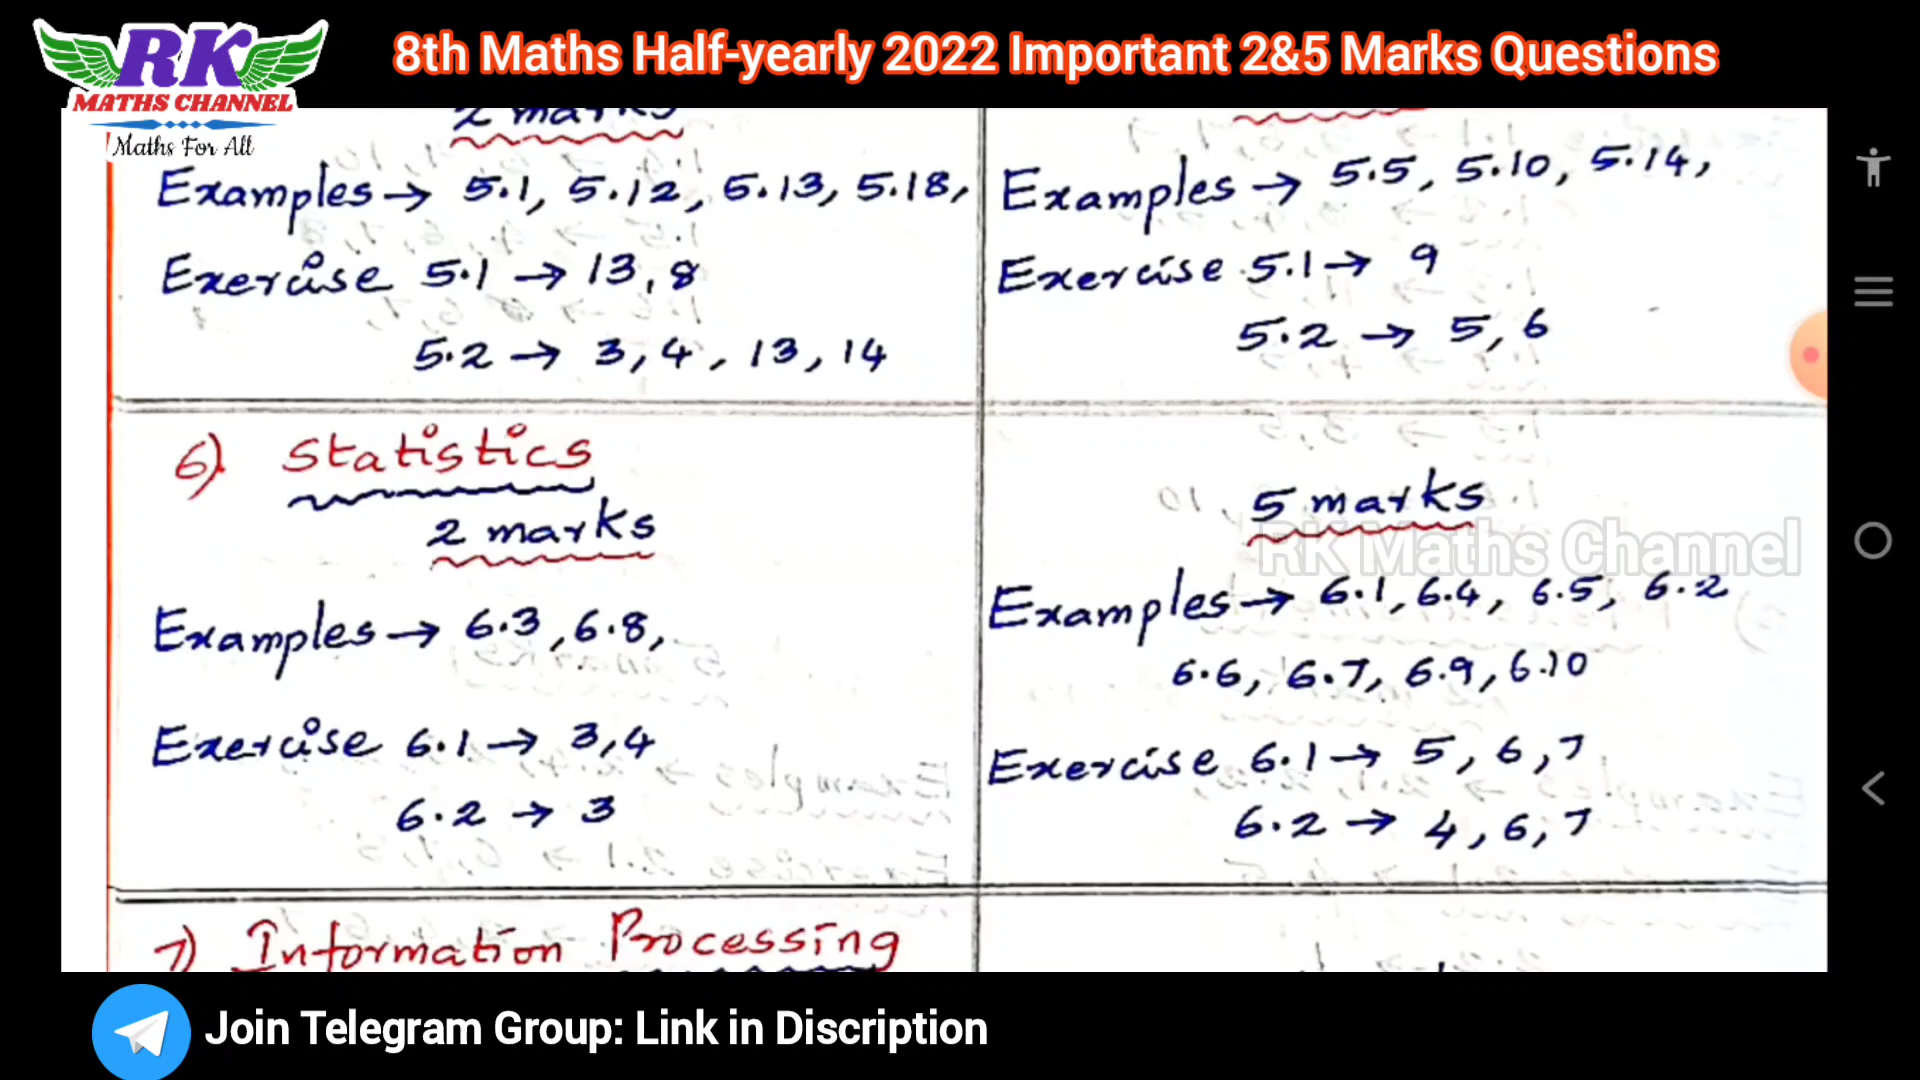 RK
MATHS CHANNEL
Maths For All
8th Maths Half-yearly 2022 Important 2&5 Marks Questions
2 marks
Examples → 5.1, 5.12, 5.13, 5.18,
Exercise 5.1 → 13, 8
5.2 → 3, 4, 13, 14
Examples → 5.5, 5.10, 5.14,
Exercise 5.1 → 9
5.2 → 5, 6
6) Statistics
2 marks
Examples → 6.3, 6.8,
Exercise 6.1 → 3, 4
6.2 → 3
5 marks
RK Maths Channel
Examples → 6.1, 6.4, 6.5, 6.2
6.6, 6.7, 6.9, 6.10
Exercise 6.1 → 5, 6, 7
6.2 → 4, 6, 7
7) Information Processing
Join Telegram Group: Link in Discription